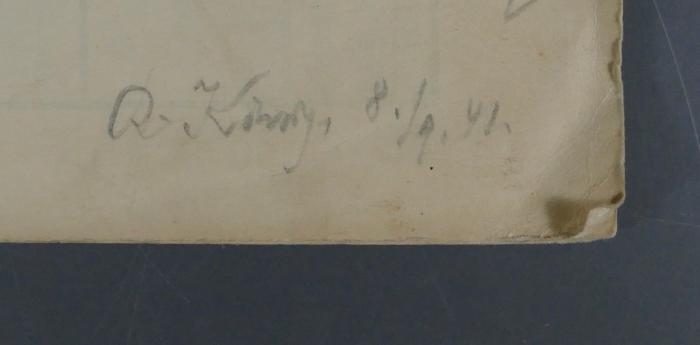 R. König, 8./9. 41.